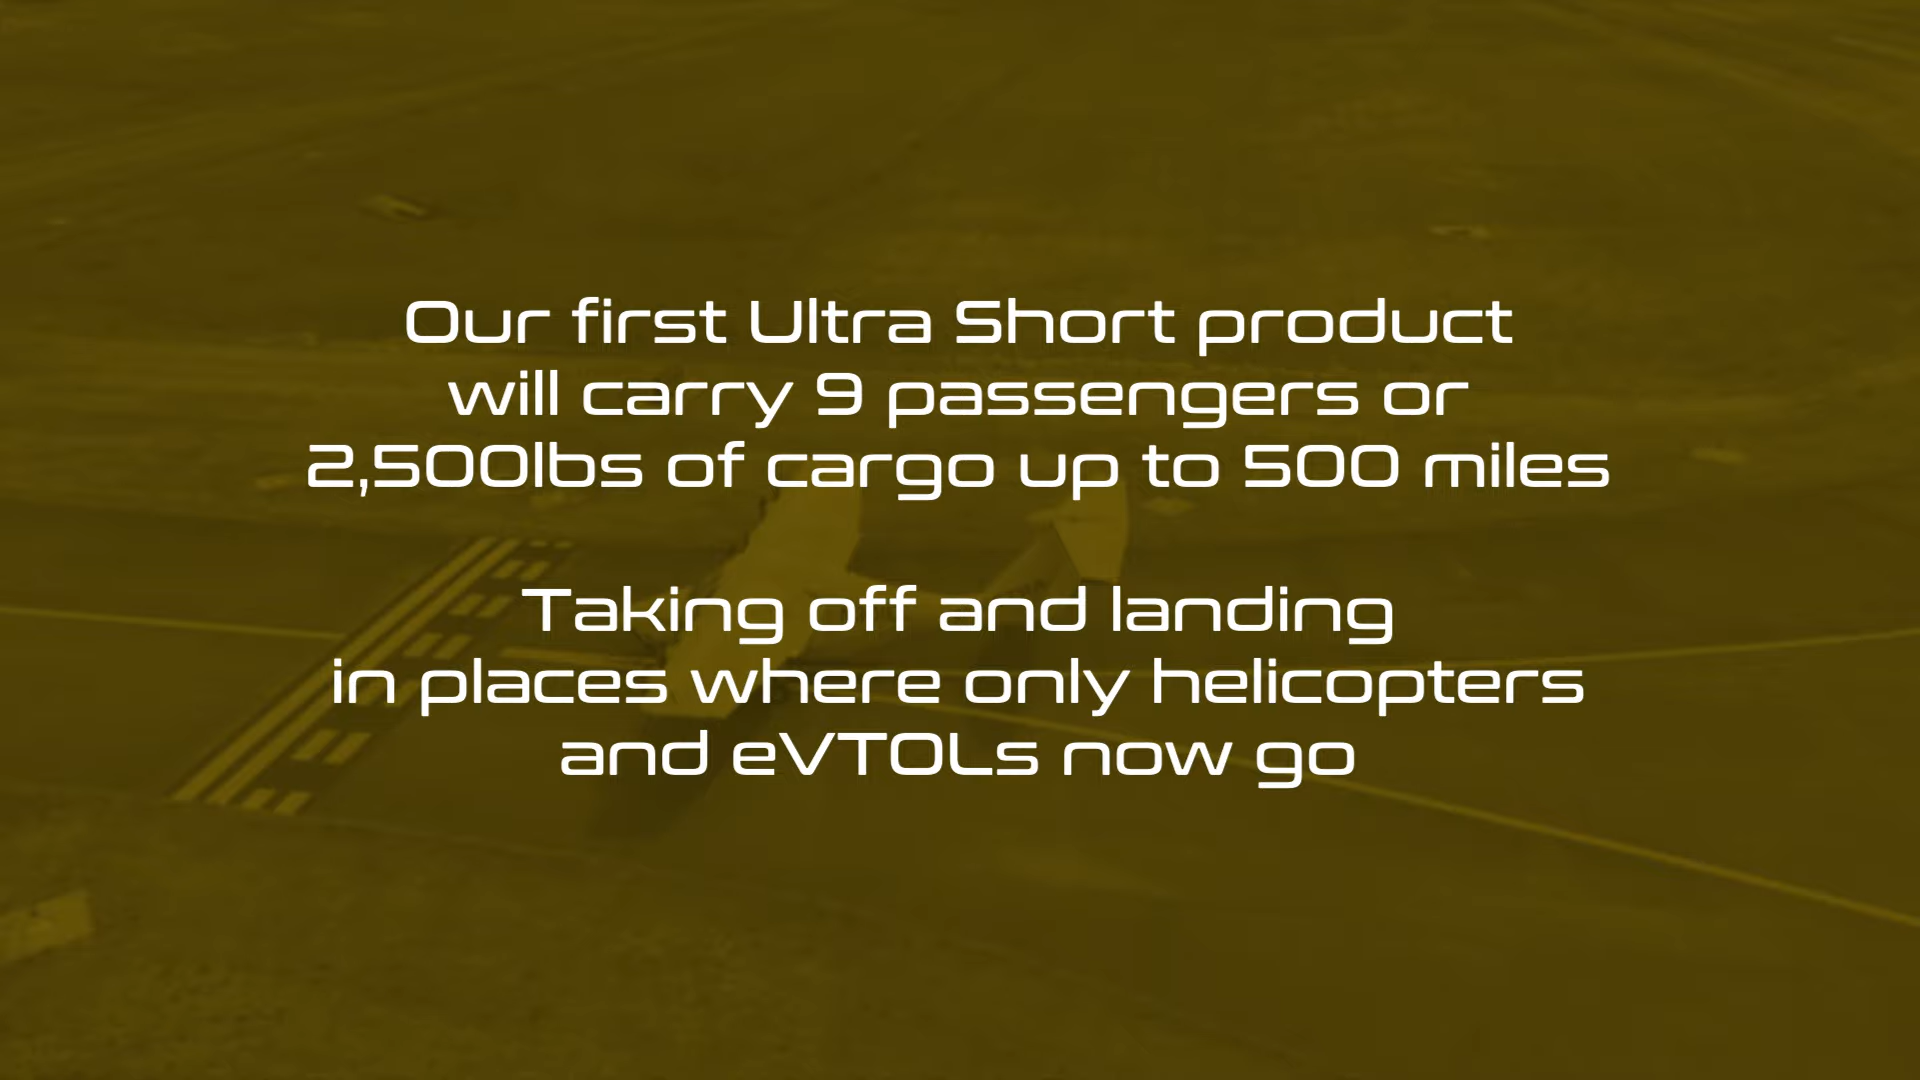 Our first Ultra Short product
will carry 9 passengers or
2,500lbs of cargo up to 500 miles
Taking off and landing
in places where only helicopters
and eVTOLs now go